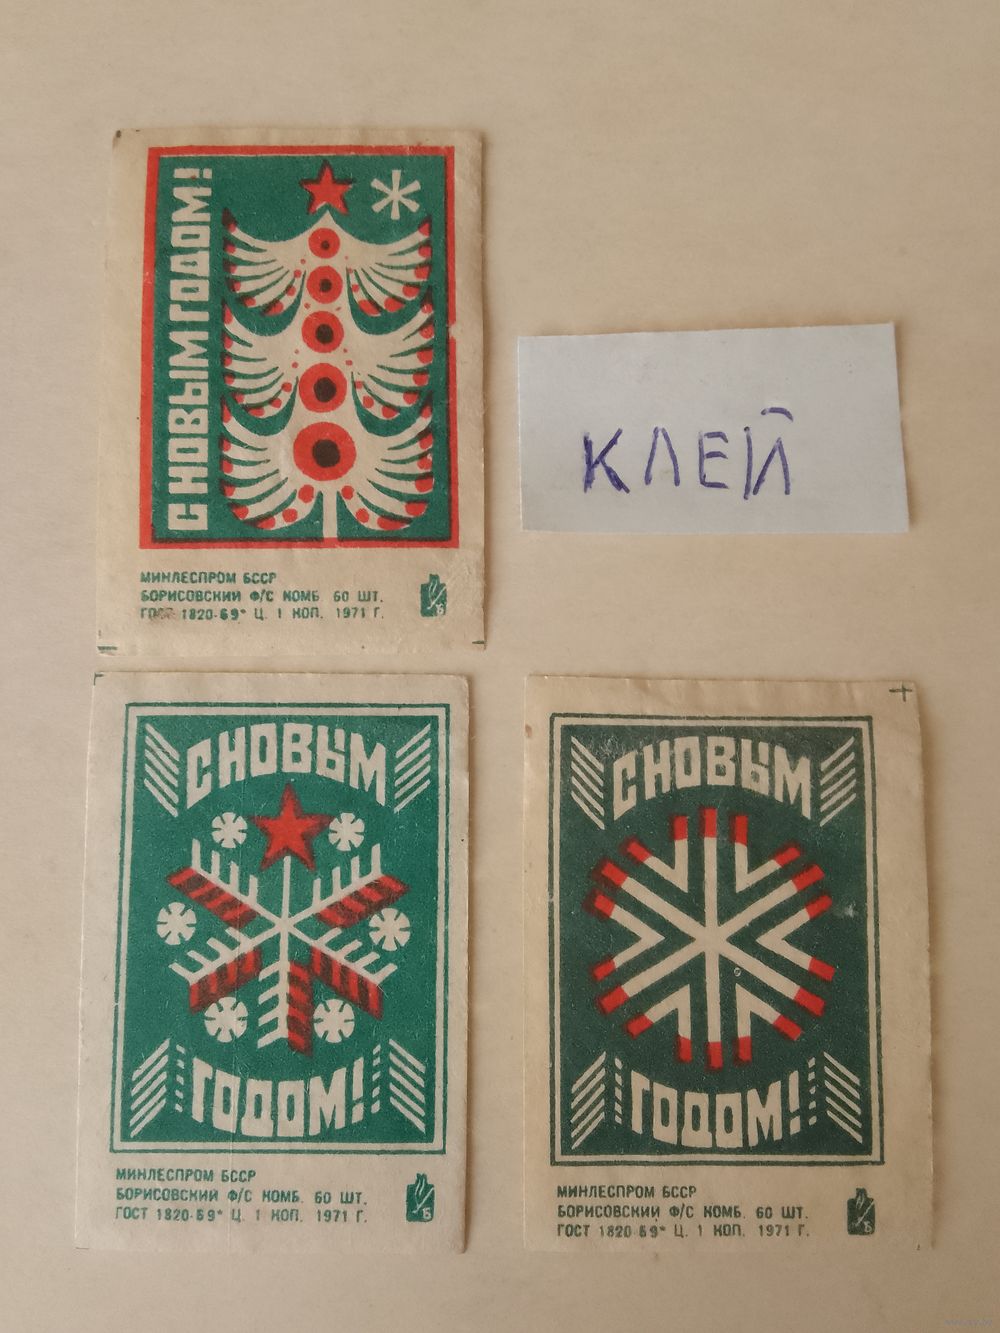 С НОВЫМ ГОДОМ!
МИНЛЕСПРОМ БССР
БОРИСОВСКИЙ Ф/С КОМБ. 60 ШТ.
ГОСТ 1820-69* Ц. 1 КОП. 1971 Г.
Б
КЛЕЙ
С НОВЫМ
ГОДОМ!
МИНЛЕСПРОМ БССР
БОРИСОВСКИЙ Ф/С КОМБ. 60 ШТ.
ГОСТ 1820-69* Ц. 1 КОП. 1971 Г.
Б
С НОВЫМ
ГОДОМ!
МИНЛЕСПРОМ БССР
БОРИСОВСКИЙ Ф/С КОМБ. 60 ШТ.
ГОСТ 1820-69* Ц. 1 КОП. 1971 Г.
Б